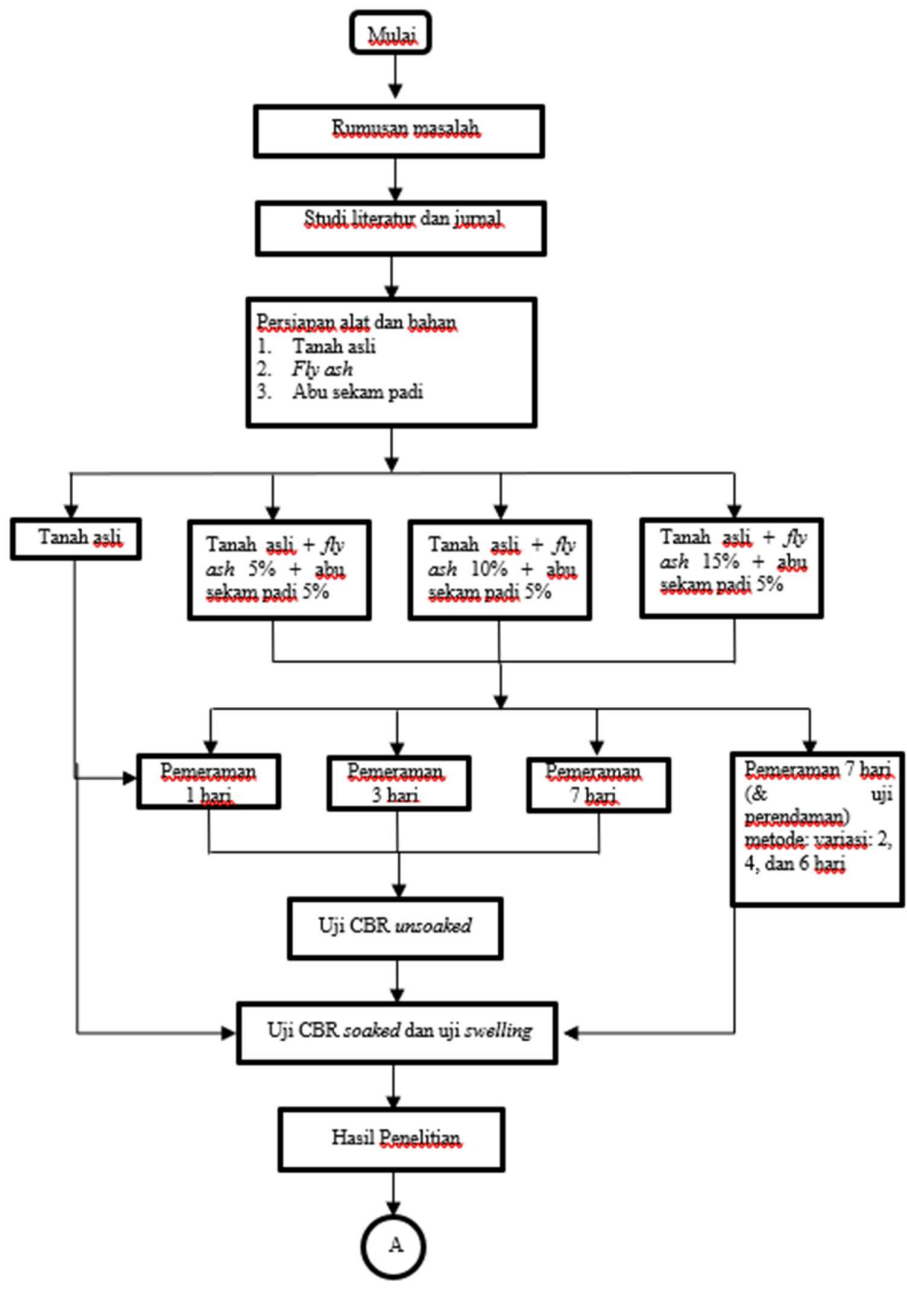 Mulai
Rumusan masalah
Studi literatur dan jurnal
Persiapan alat dan bahan
1. Tanah asli
2. Fly ash
3. Abu sekam padi
Tanah asli
Tanah asli + fly
ash 5% + abu
sekam padi 5%
Tanah asli + fly
ash 10% + abu
sekam padi 5%
Tanah asli + fly
ash 15% + abu
sekam padi 5%
Pemeraman
1 hari
Pemeraman
3 hari
Pemeraman
7 hari
Pemeraman 7 hari
(& uji
perendaman)
metode: variasi: 2,
4, dan 6 hari
Uji CBR unsoaked
Uji CBR soaked dan uji swelling
Hasil Penelitian
A